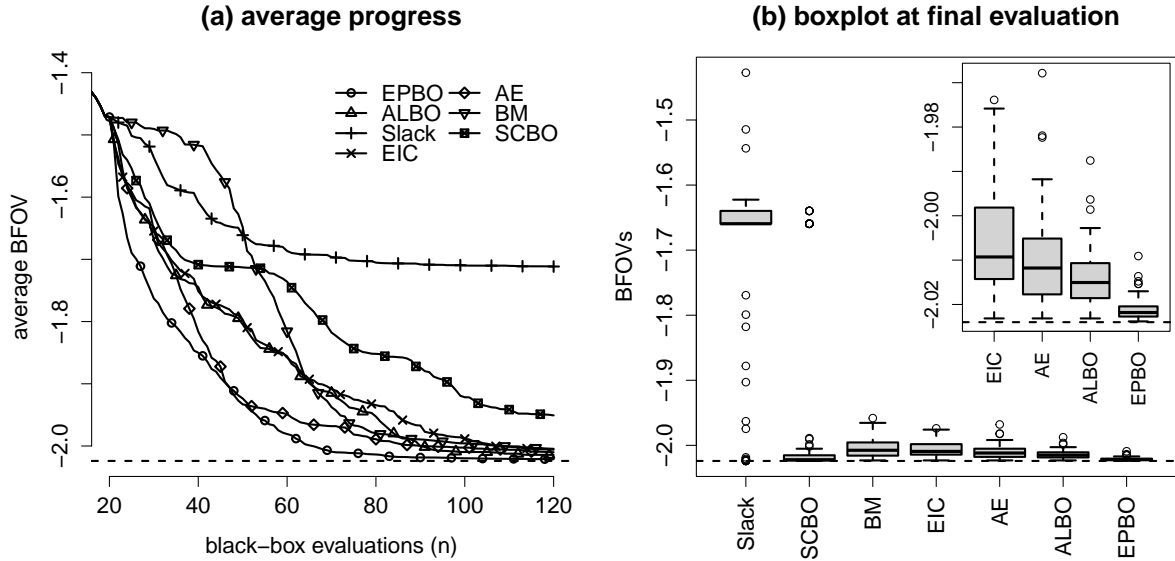 (a) average progress
average BFOV
−1.4
−1.6
−1.8
−2.0
EPBO
ALBO
Slack
EIC
AE
BM
SCBO
20 40 60 80 100 120
black−box evaluations (n)
(b) boxplot at final evaluation
BFOVs
−1.5
−1.6
−1.7
−1.8
−1.9
−2.0
Slack
SCBO
BM
EIC
AE
ALBO
EPBO
−1.98
−2.00
−2.02
EIC
AE
ALBO
EPBO